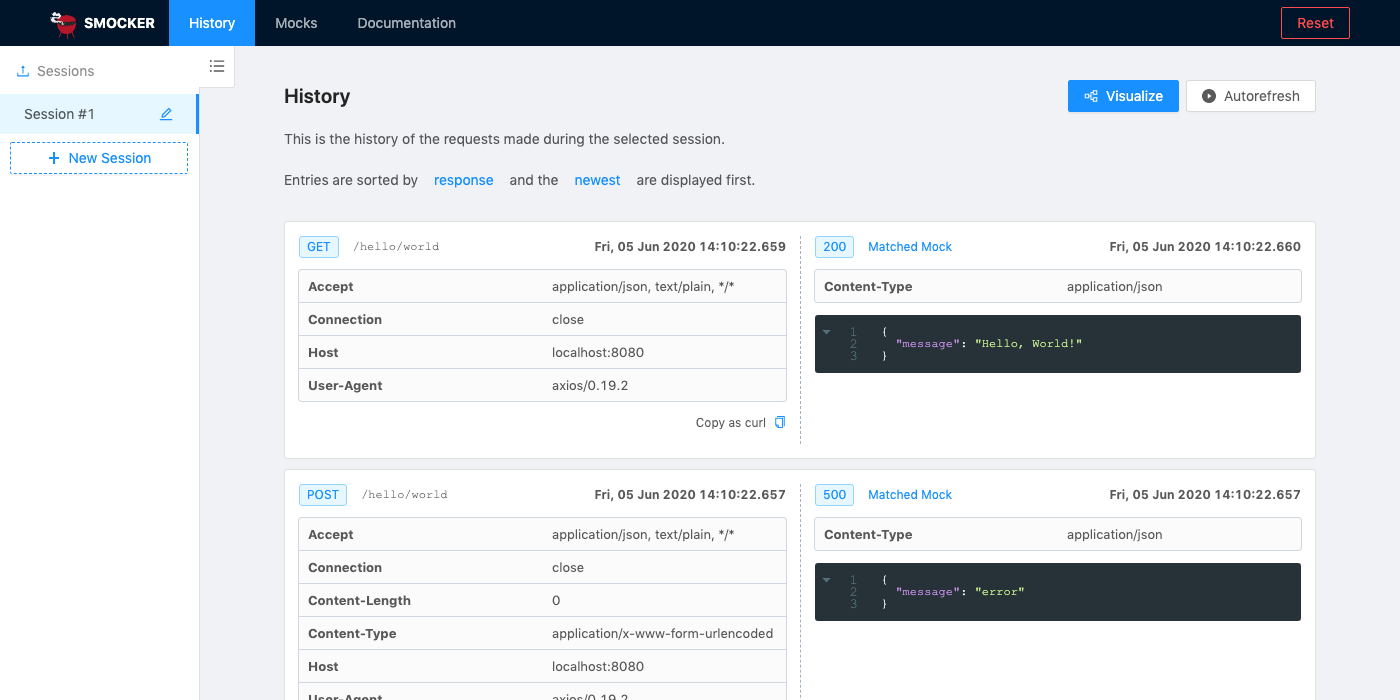 SMOCKER History Mocks Documentation Reset
Sessions
Session #1
New Session
History
Visualize Autorefresh
This is the history of the requests made during the selected session.
Entries are sorted by response and the newest are displayed first.
GET /hello/world Fri, 05 Jun 2020 14:10:22.659
Accept application/json, text/plain, */*
Connection close
Host localhost:8080
User-Agent axios/0.19.2
Copy as curl
200 Matched Mock Fri, 05 Jun 2020 14:10:22.660
Content-Type application/json
1 {
2 "message": "Hello, World!"
3 }
POST /hello/world Fri, 05 Jun 2020 14:10:22.657
Accept application/json, text/plain, */*
Connection close
Content-Length 0
Content-Type application/x-www-form-urlencoded
Host localhost:8080
User-Agent axios/0.19.2
500 Matched Mock Fri, 05 Jun 2020 14:10:22.657
Content-Type application/json
1 {
2 "message": "error"
3 }